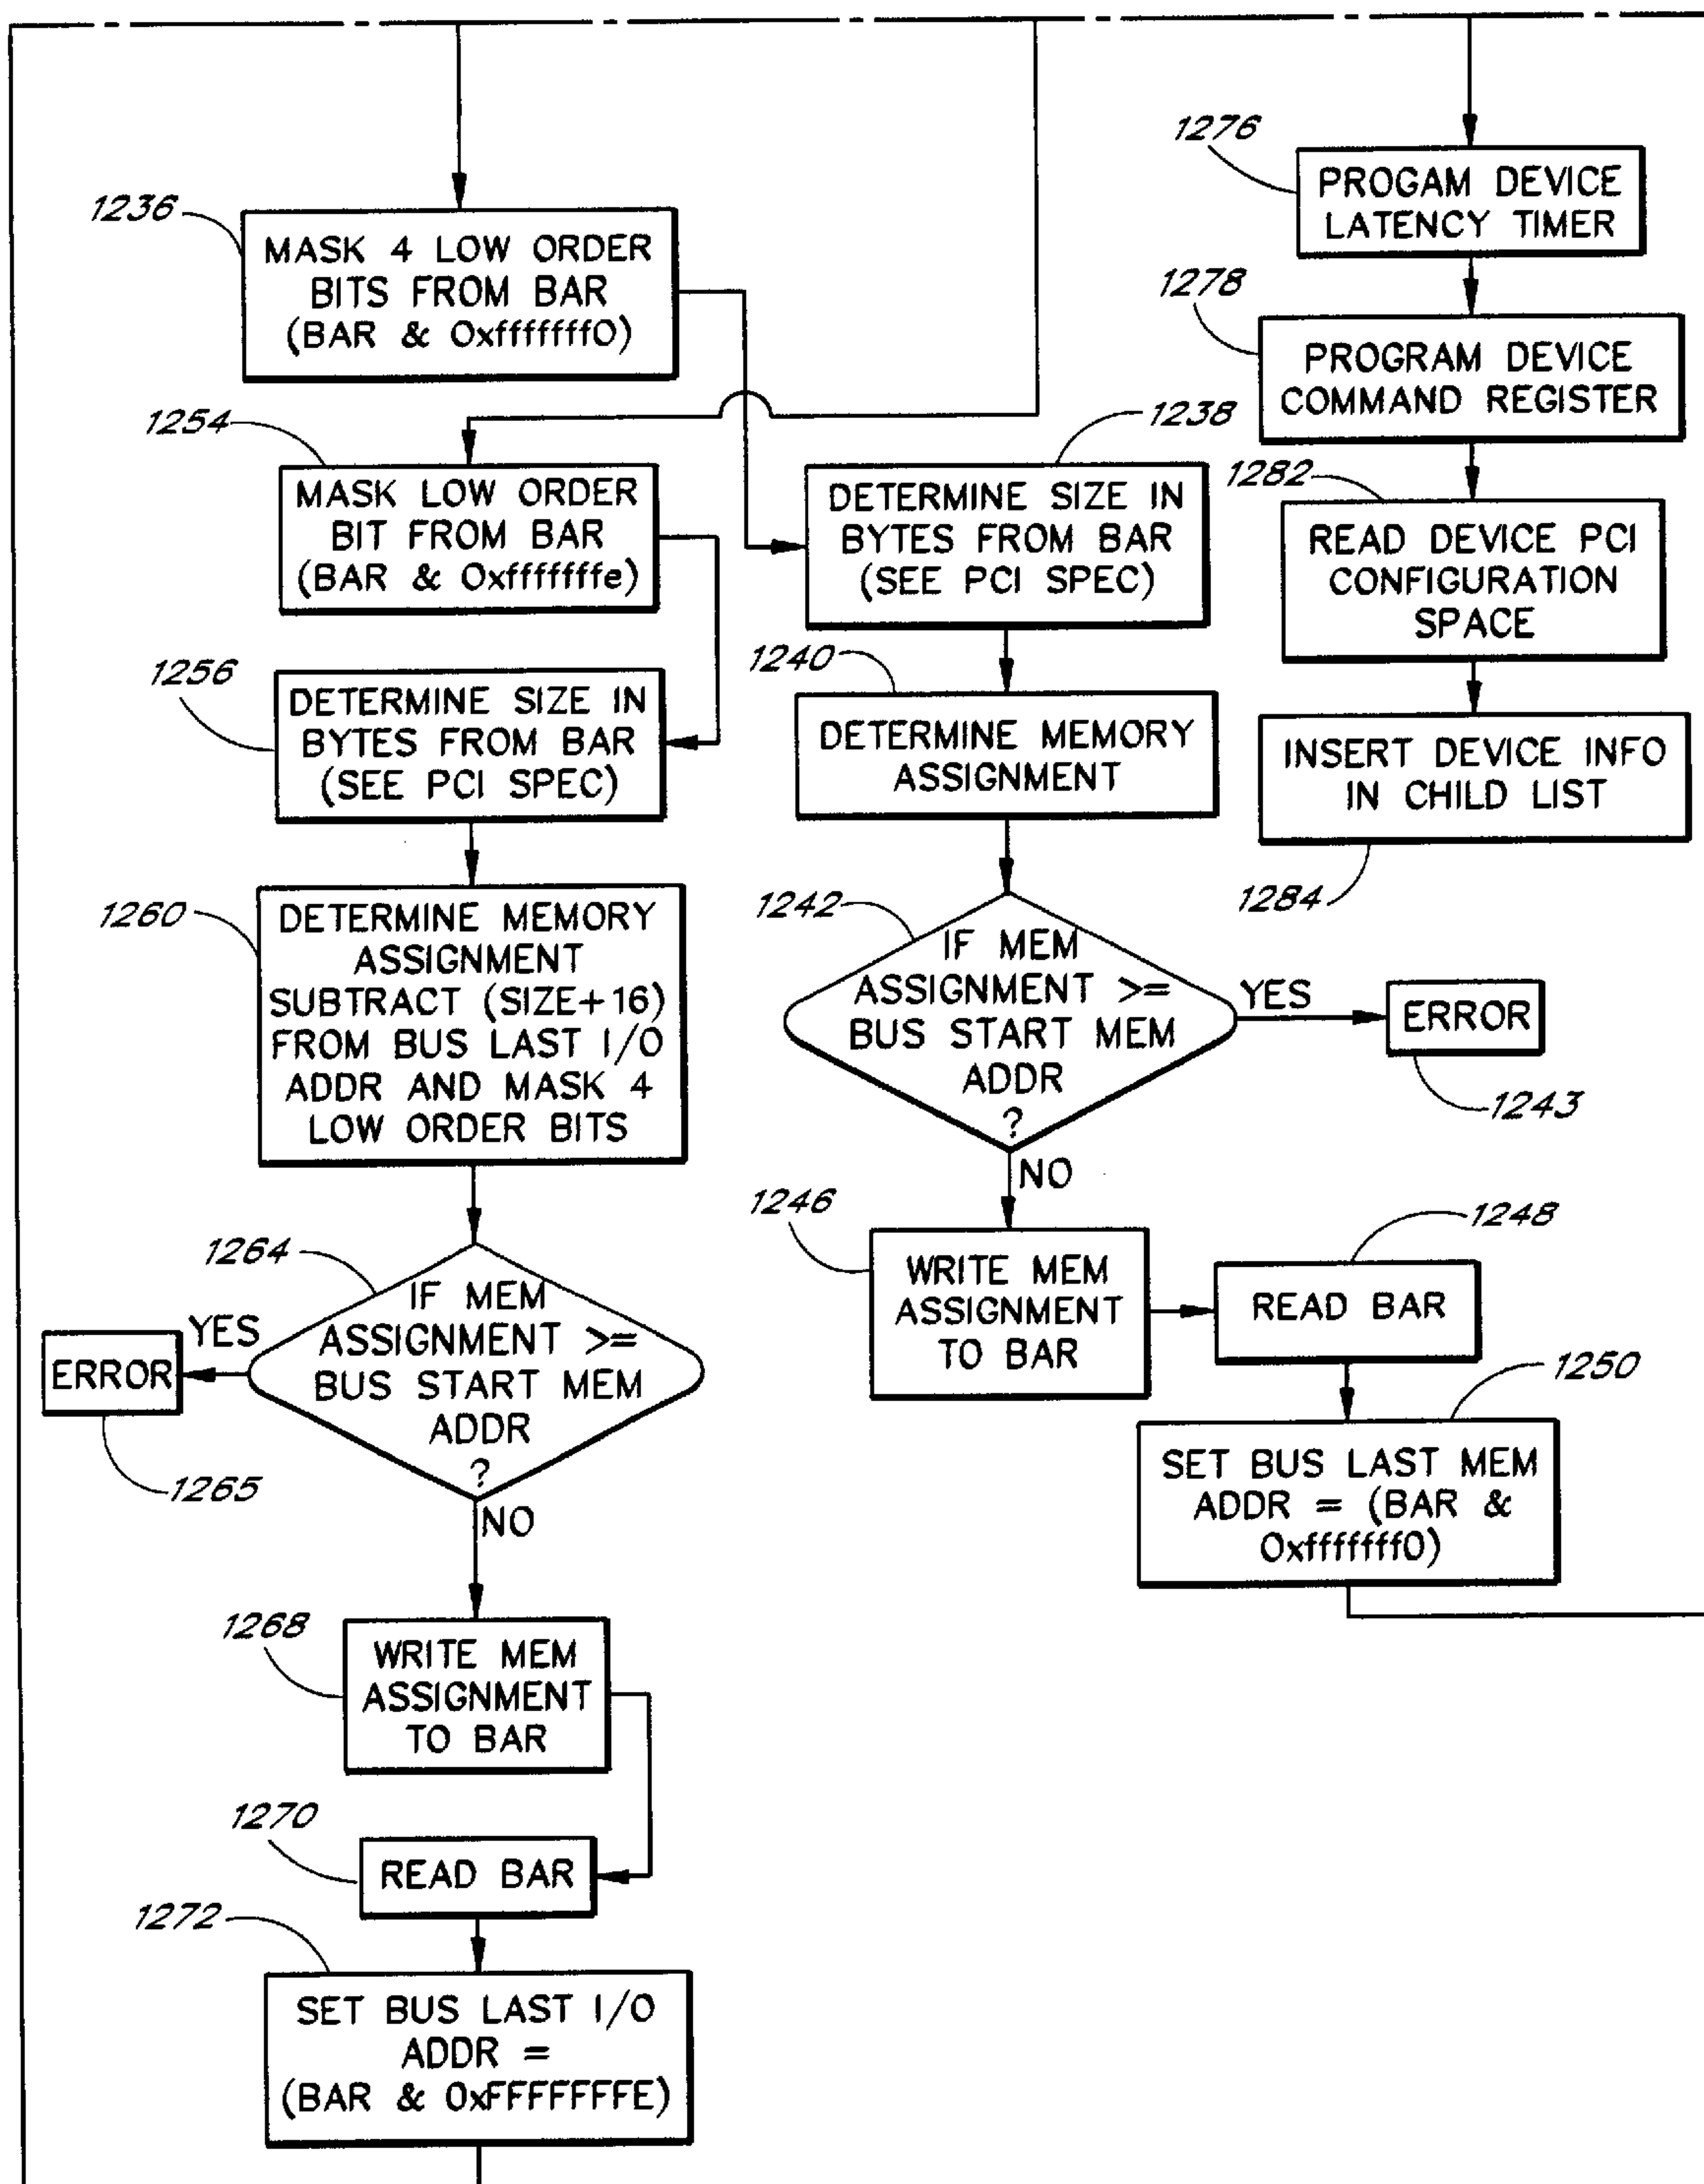 1276
PROGAM DEVICE
LATENCY TIMER
1236
MASK 4 LOW ORDER
BITS FROM BAR
(BAR & 0xfffffff0)
1278
PROGRAM DEVICE
COMMAND REGISTER
1254
MASK LOW ORDER
BIT FROM BAR
(BAR & 0xfffffffe)
1238
DETERMINE SIZE IN
BYTES FROM BAR
(SEE PCI SPEC)
1282
READ DEVICE PCI
CONFIGURATION
SPACE
1256
DETERMINE SIZE IN
BYTES FROM BAR
(SEE PCI SPEC)
1240
DETERMINE MEMORY
ASSIGNMENT
INSERT DEVICE INFO
IN CHILD LIST
1284
1260
DETERMINE MEMORY
ASSIGNMENT
SUBTRACT (SIZE+16)
FROM BUS LAST I/O
ADDR AND MASK 4
LOW ORDER BITS
1242
IF MEM
ASSIGNMENT >=
BUS START MEM
ADDR
?
YES
ERROR
1243
NO
1246
WRITE MEM
ASSIGNMENT
TO BAR
1248
READ BAR
1250
SET BUS LAST MEM
ADDR = (BAR &
0xfffffff0)
1264
IF MEM
ASSIGNMENT >=
BUS START MEM
ADDR
?
YES
ERROR
1265
NO
1268
WRITE MEM
ASSIGNMENT
TO BAR
1270
READ BAR
1272
SET BUS LAST I/O
ADDR =
(BAR & 0xFFFFFFFE)